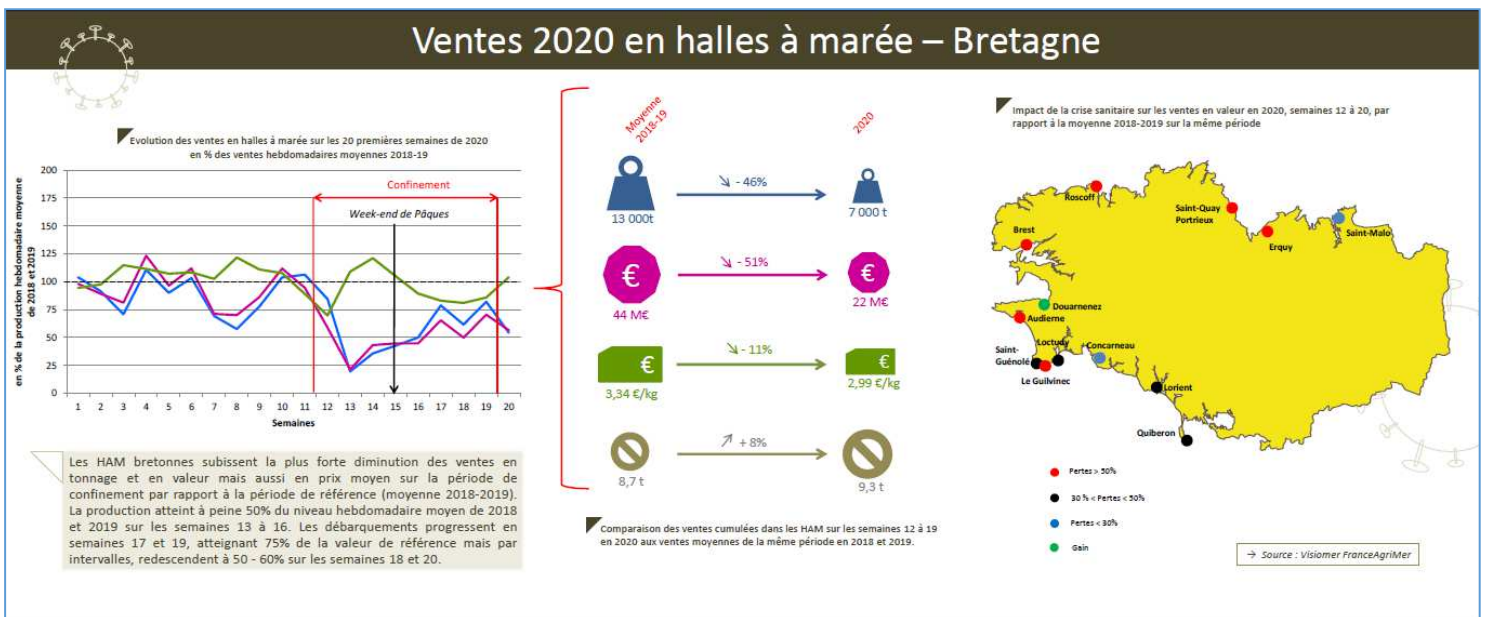 Ventes 2020 en halles à marée – Bretagne
Evolution des ventes en halles à marée sur les 20 premières semaines de 2020
en % des ventes hebdomadaires moyennes 2018-19
en % de la production hebdomadaire moyenne
de 2018 et 2019
200
175
150
125
100
75
50
25
0
Confinement
Week-end de Pâques
1 2 3 4 5 6 7 8 9 10 11 12 13 14 15 16 17 18 19 20
Semaines
Les HAM bretonnes subissent la plus forte diminution des ventes en
tonnage et en valeur mais aussi en prix moyen sur la période de
confinement par rapport à la période de référence (moyenne 2018-2019).
La production atteint à peine 50% du niveau hebdomadaire moyen de 2018
et 2019 sur les semaines 13 à 16. Les débarquements progressent en
semaines 17 et 19, atteignant 75% de la valeur de référence mais par
intervalles, redescendent à 50 - 60% sur les semaines 18 et 20.
Moyenne
2018-19
2020
↘ - 46%
13 000t
7 000 t
€
↘ - 51%
€
44 M€
22 M€
€
↘ - 11%
€
3,34 €/kg
2,99 €/kg
↗ + 8%
8,7 t
9,3 t
Comparaison des ventes cumulées dans les HAM sur les semaines 12 à 19
en 2020 aux ventes moyennes de la même période en 2018 et 2019.
Impact de la crise sanitaire sur les ventes en valeur en 2020, semaines 12 à 20, par
rapport à la moyenne 2018-2019 sur la même période
Roscoff
Saint-Quay
Portrieux
Brest
Erquy
Saint-Malo
Douarnenez
Audierne
Loctudy
Concarneau
Saint-
Guénolé
Le Guilvinec
Lorient
Quiberon
Pertes > 50%
30 % < Pertes < 50%
Pertes < 30%
Gain
→ Source : Visiomer FranceAgriMer